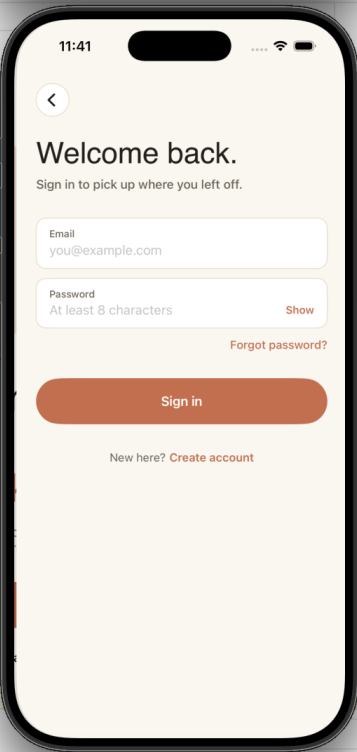 11:41
Welcome back.
Sign in to pick up where you left off.
Email
you@example.com
Password
At least 8 characters
Show
Forgot password?
Sign in
New here? Create account